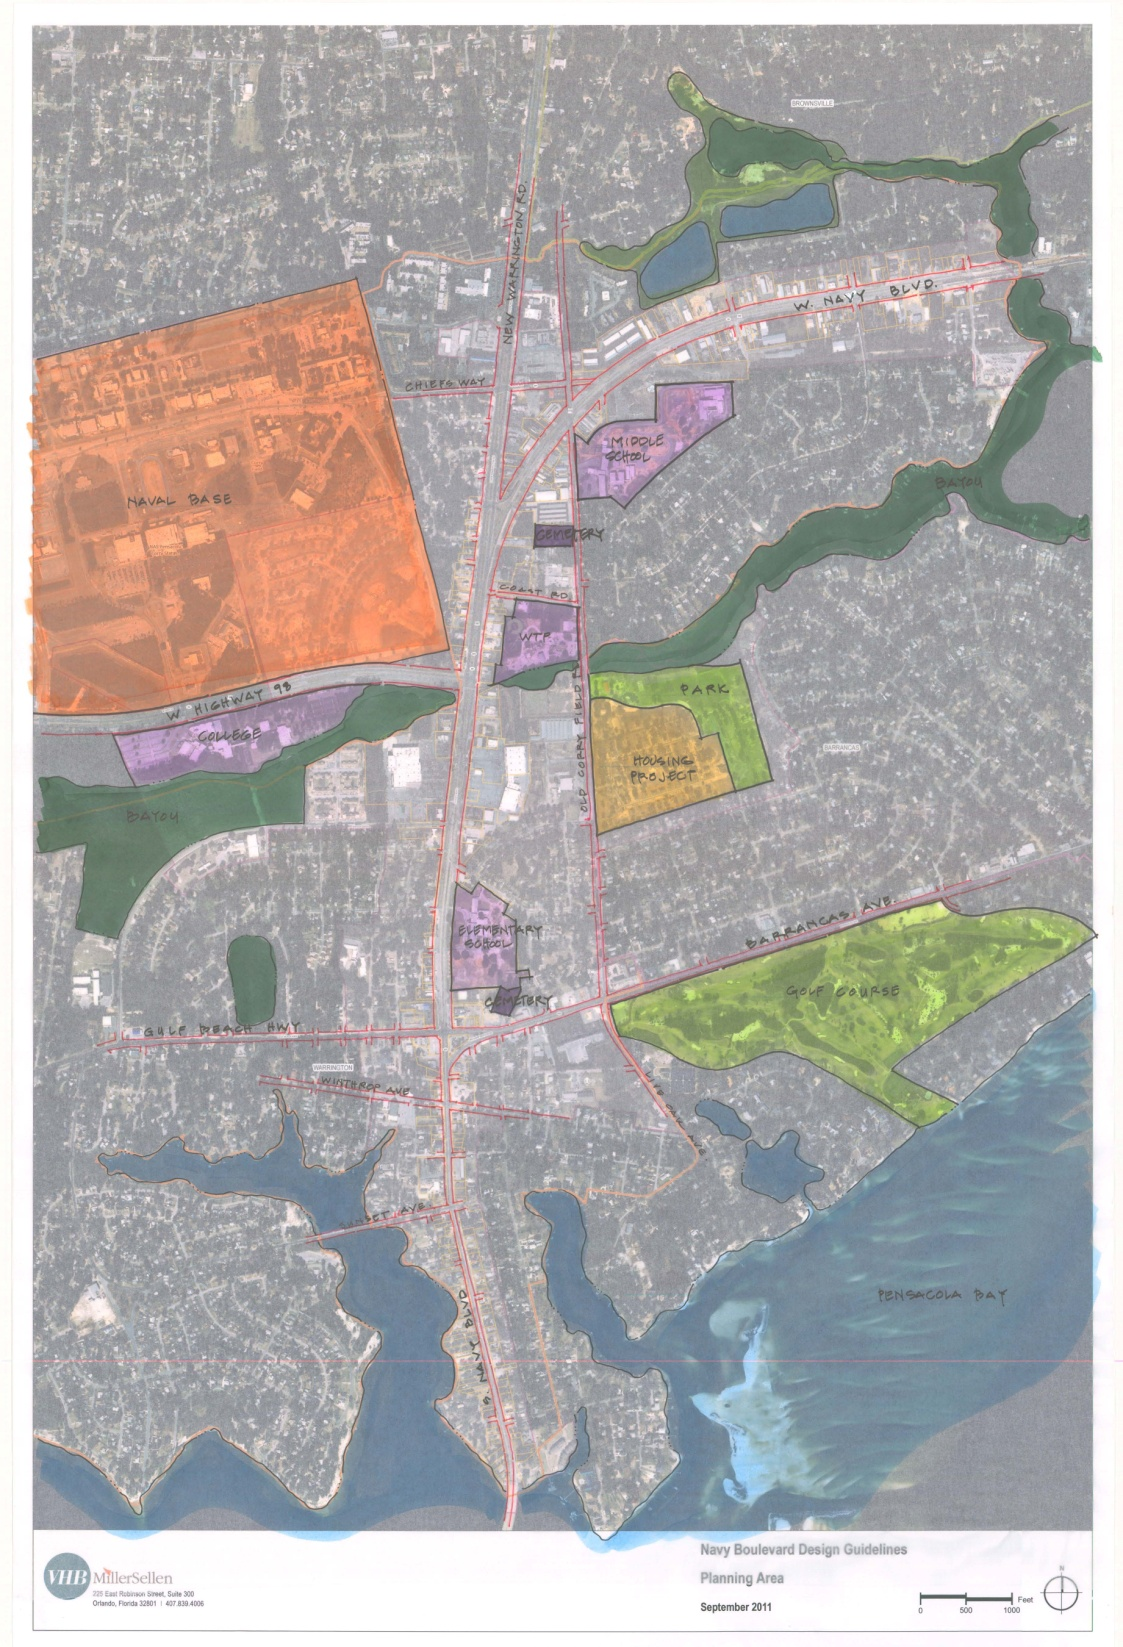 BROWNSVILLE
NEW WARRINGTON RD.
W. NAVY BLVD.
CHIEFS WAY
MIDDLE
SCHOOL
NAVAL BASE
BAYOU
CEMETERY
COAST RD
WTF
PARK
W HIGHWAY 98
COLLEGE
OLD CORRY FIELD
BARRANCAS
HOUSING
PROJECT
BAYOU
BARRANCAS AVE.
ELEMENTARY
SCHOOL
GOLF COURSE
CEMETERY
GULF BEACH HWY
WARRINGTON
WINTHROP AVE
SUNSET AVE.
PENSACOLA BAY
S. NAVY BLVD
Navy Boulevard Design Guidelines
Planning Area
September 2011
VHB MillerSellen
225 East Robinson Street, Suite 300
Orlando, Florida 32801 | 407.839.4006
N
Feet
0 500 1000